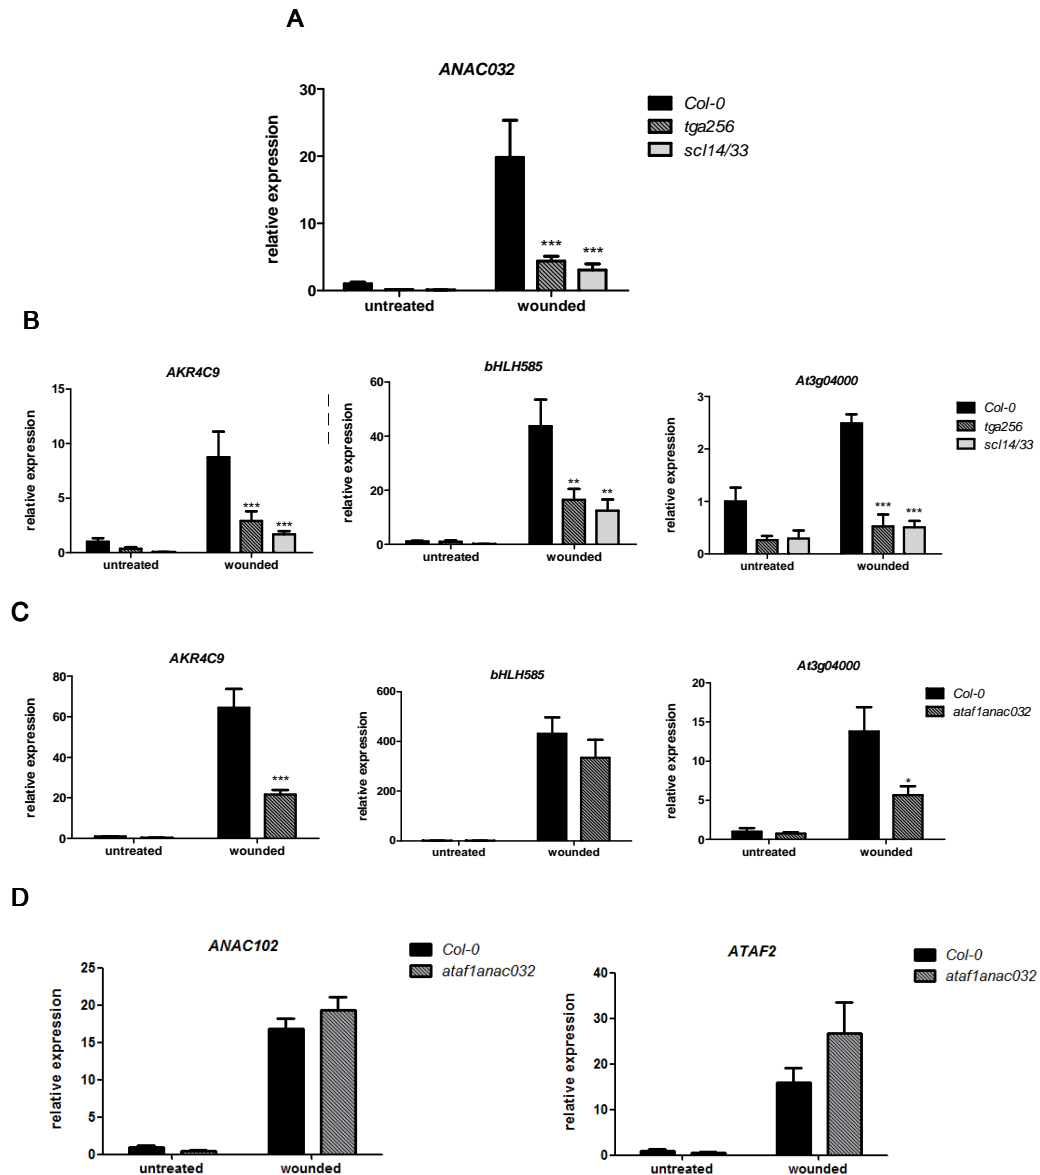 A
ANAC032
relative expression
30
20
10
0
***
***
untreated
wounded
Col-0
tga256
scl14/33
B
AKR4C9
relative expression
15
10
5
0
***
***
untreated
wounded
bHLH585
relative expression
60
40
20
0
**
**
untreated
wounded
At3g04000
relative expression
3
2
1
0
***
***
untreated
wounded
Col-0
tga256
scl14/33
C
AKR4C9
relative expression
80
60
40
20
0
***
untreated
wounded
bHLH585
relative expression
600
400
200
0
untreated
wounded
At3g04000
relative expression
20
15
10
5
0
*
untreated
wounded
Col-0
ataf1anac032
D
ANAC102
relative expression
25
20
15
10
5
0
untreated
wounded
Col-0
ataf1anac032
ATAF2
relative expression
40
30
20
10
0
untreated
wounded
Col-0
ataf1anac032